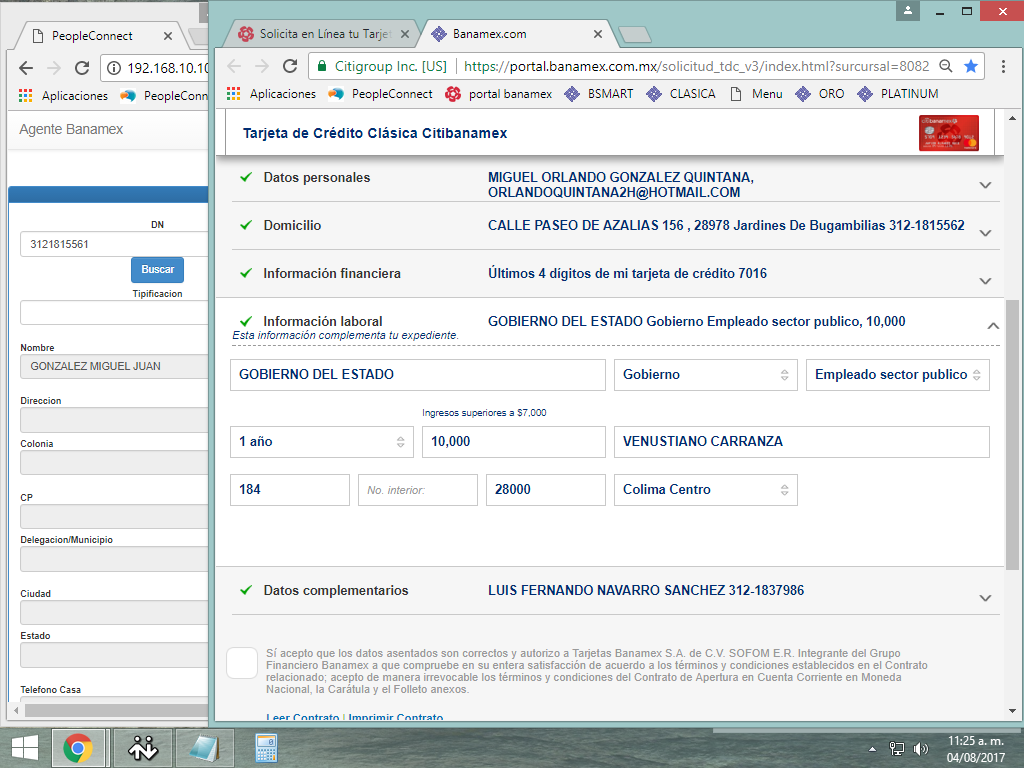 PeopleConnect
192.168.10.10
Aplicaciones
PeopleConn
Agente Banamex
DN
3121815561
Buscar
Tipificacion
Nombre
GONZALEZ MIGUEL JUAN
Direccion
Colonia
CP
Delegacion/Municipio
Ciudad
Estado
Telefono Casa
Solicita en Línea tu Tarje
Banamex.com
Citigroup Inc. [US]
https://portal.banamex.com.mx/solicitud_tdc_v3/index.html?surcursal=8082
Aplicaciones
PeopleConnect
portal banamex
BSMART
CLASICA
Menu
ORO
PLATINUM
Tarjeta de Crédito Clásica Citibanamex
Datos personales
MIGUEL ORLANDO GONZALEZ QUINTANA,
ORLANDOQUINTANA2H@HOTMAIL.COM
Domicilio
CALLE PASEO DE AZALIAS 156 , 28978 Jardines De Bugambilias 312-1815562
Información financiera
Últimos 4 dígitos de mi tarjeta de crédito 7016
Información laboral
GOBIERNO DEL ESTADO Gobierno Empleado sector publico, 10,000
Esta información complementa tu expediente.
GOBIERNO DEL ESTADO
Gobierno
Empleado sector publico
Ingresos superiores a $7,000
1 año
10,000
VENUSTIANO CARRANZA
184
No. interior:
28000
Colima Centro
Datos complementarios
LUIS FERNANDO NAVARRO SANCHEZ 312-1837986
Sí acepto que los datos asentados son correctos y autorizo a Tarjetas Banamex S.A. de C.V. SOFOM E.R. Integrante del Grupo
Financiero Banamex a que compruebe en su entera satisfacción de acuerdo a los términos y condiciones establecidos en el Contrato
relacionado; acepto de manera irrevocable los términos y condiciones del Contrato de Apertura en Cuenta Corriente en Moneda
Nacional, la Carátula y el Folleto anexos.
Leer Contrato | Imprimir Contrato
11:25 a. m.
04/08/2017